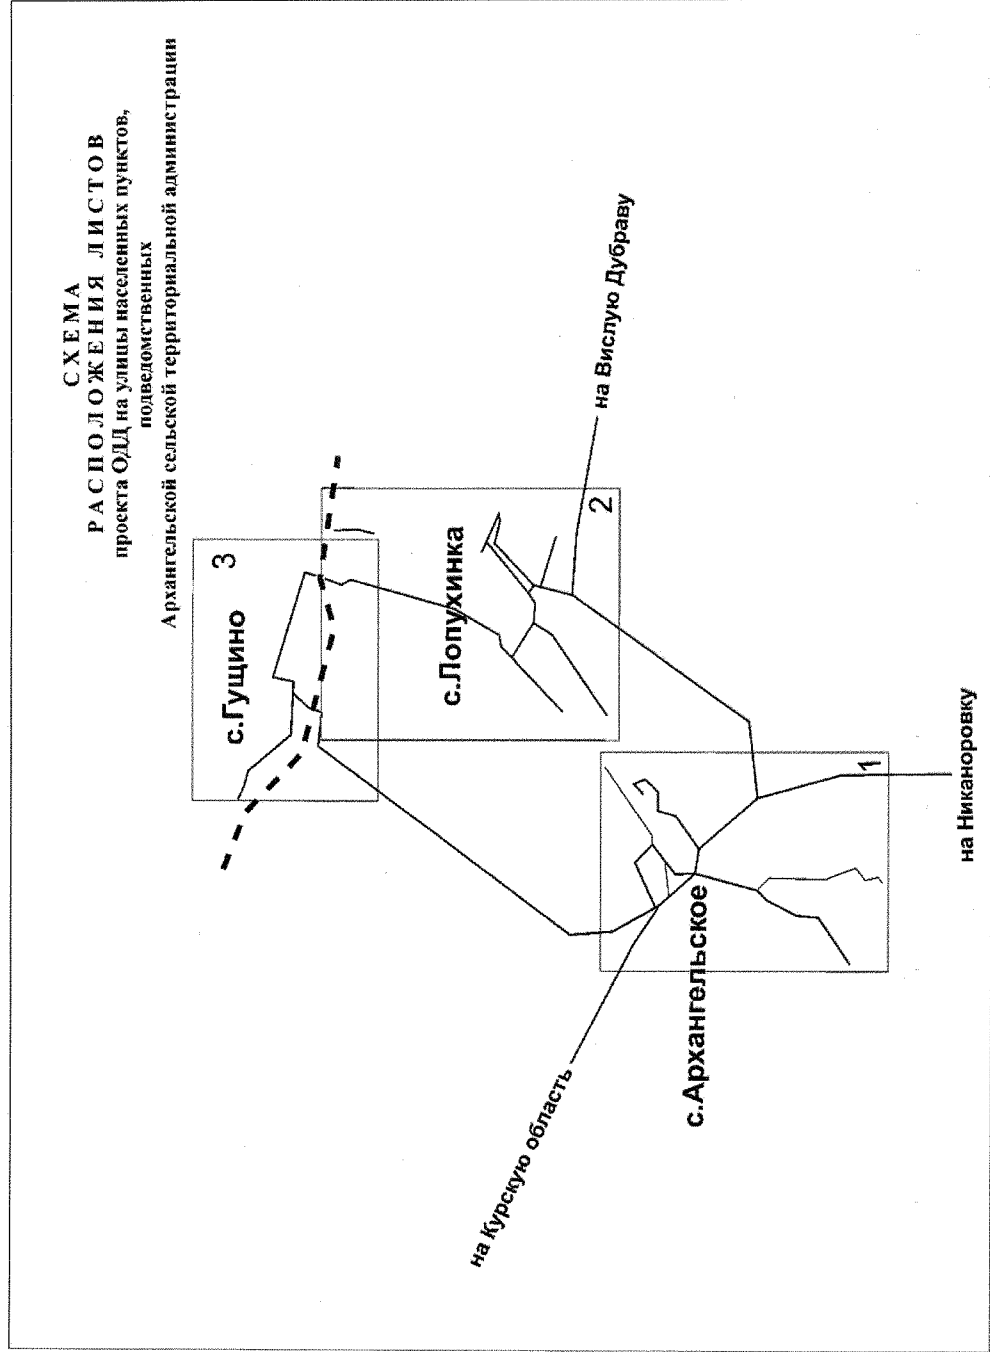 СХЕМА
РАСПОЛОЖЕНИЯ ЛИСТОВ
проекта ОДД на улицы населенных пунктов,
подведомственных
Архангельской сельской территориальной администрации
3
с.Гущино
с.Лопухинка
2
на Вислую Дубраву
1
с.Архангельское
на Курскую область
на Никаноровку